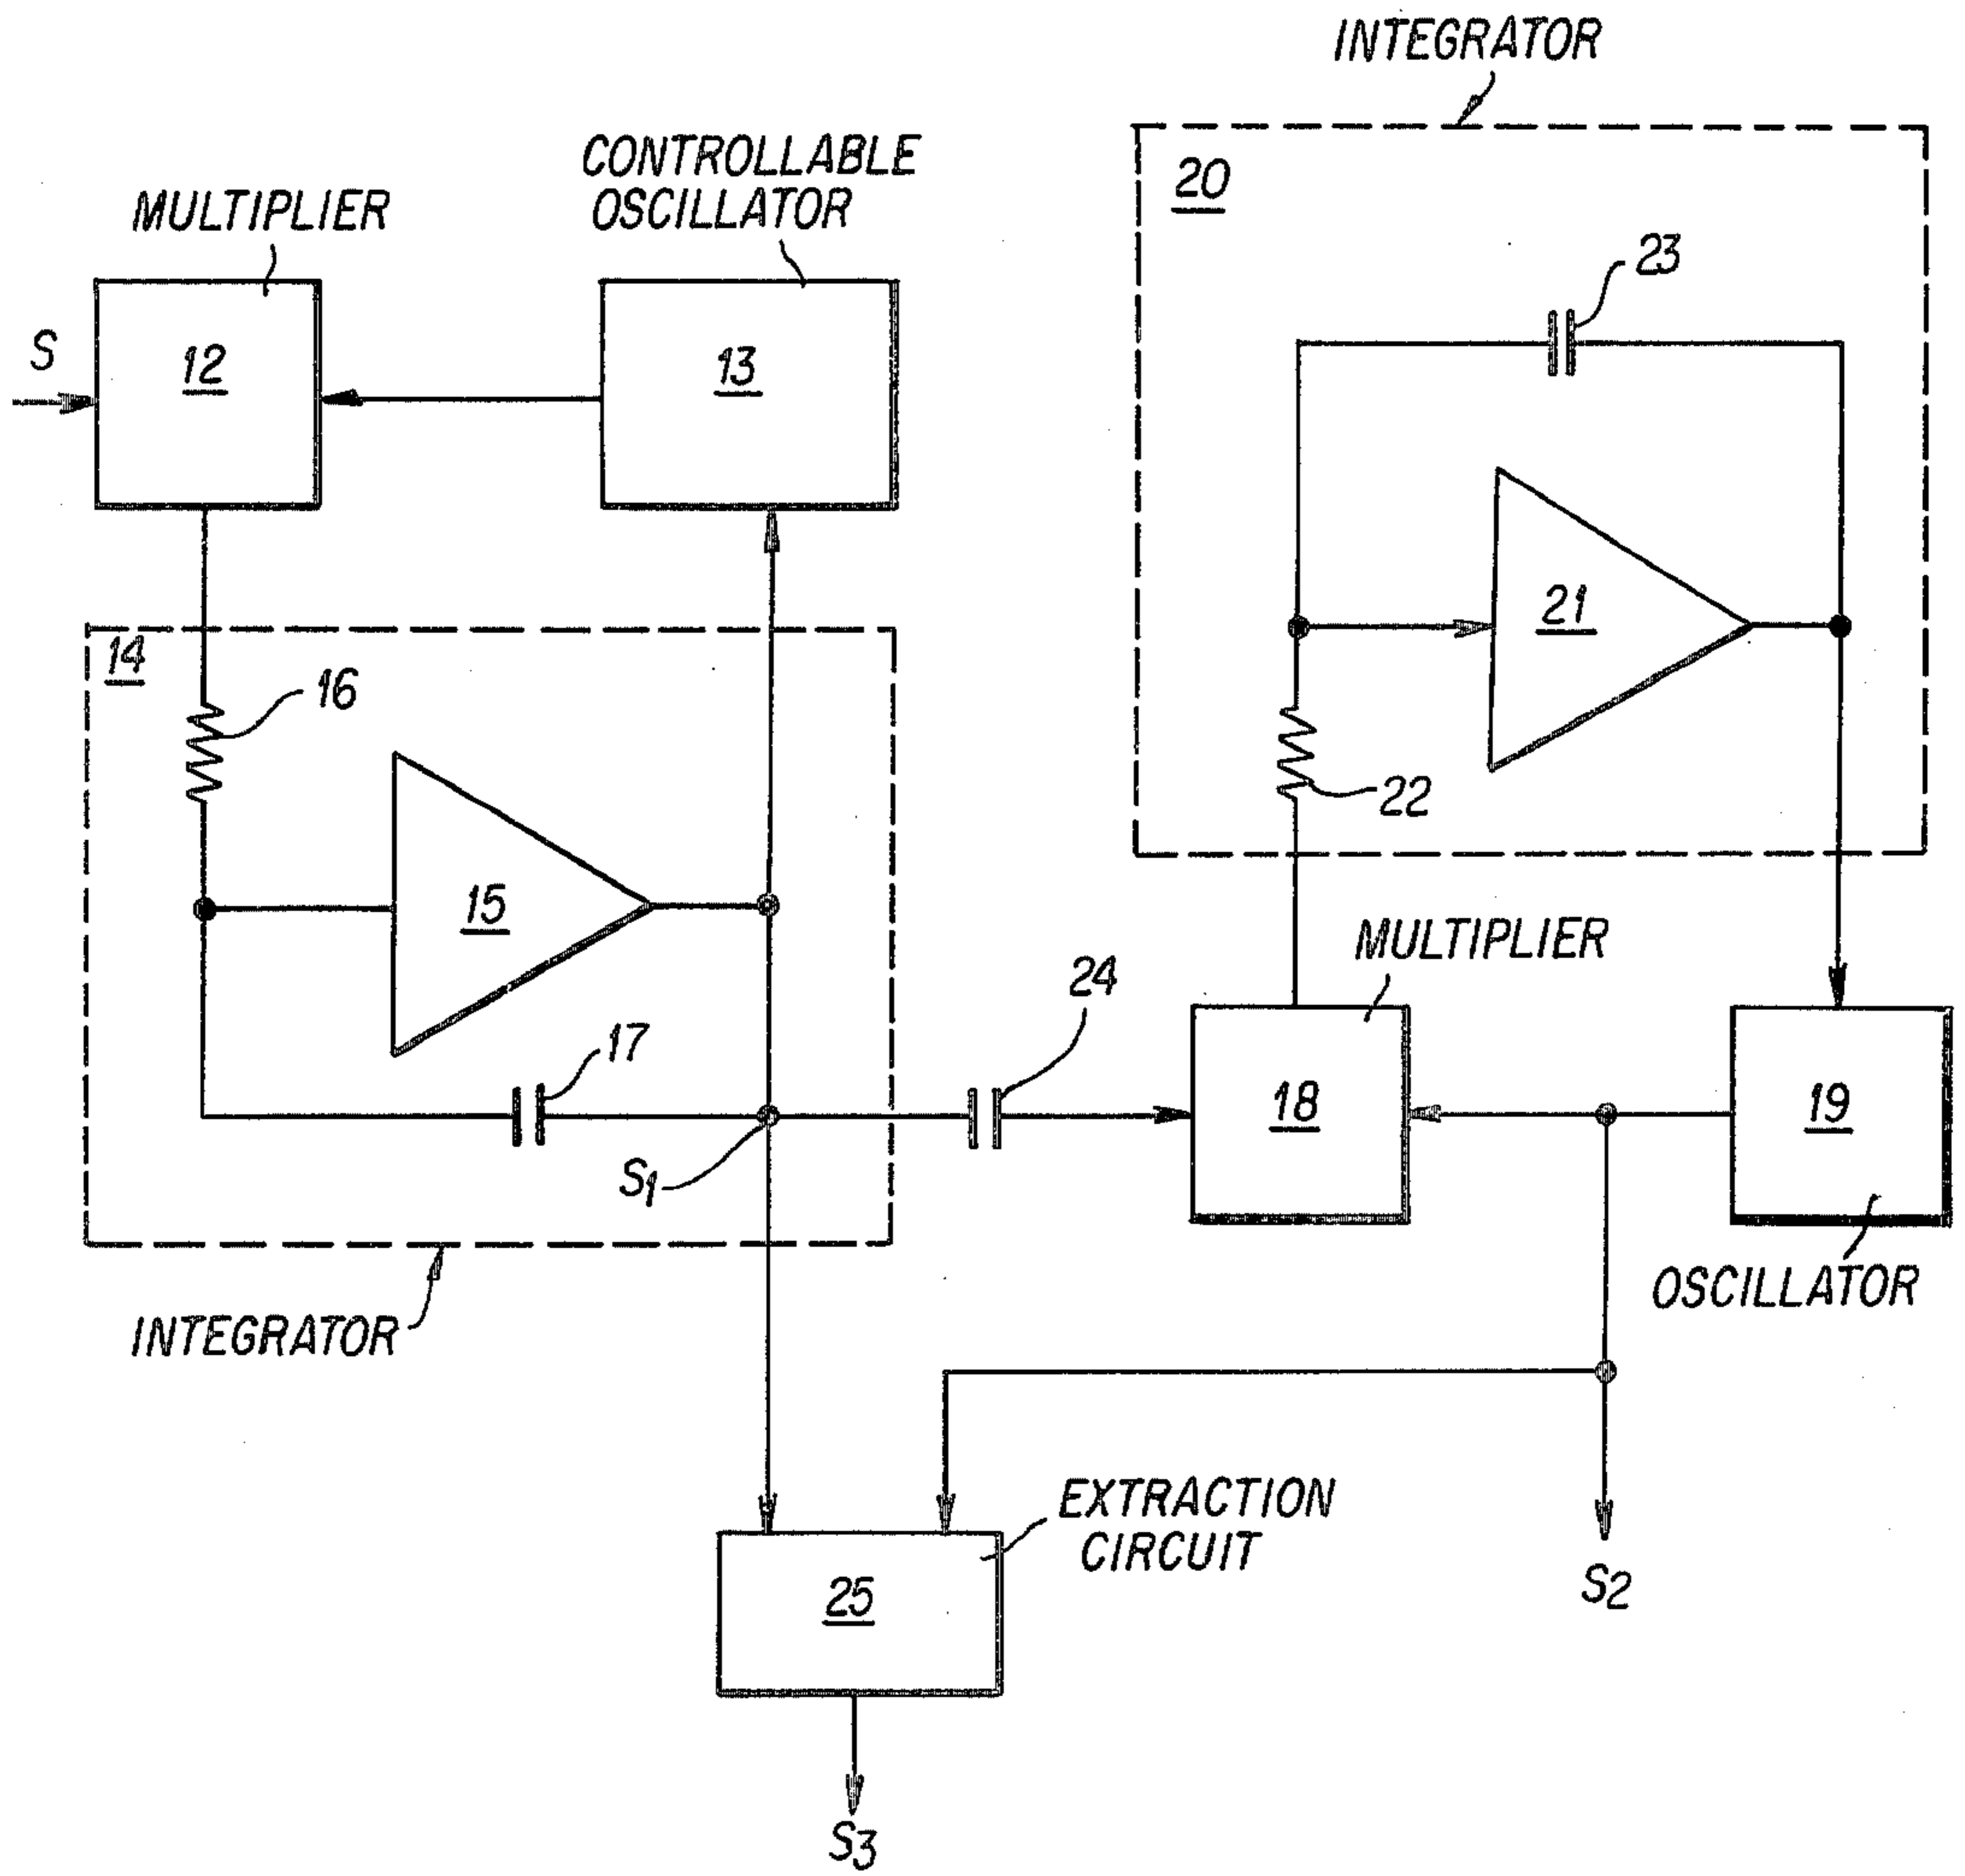 INTEGRATOR
20
CONTROLLABLE
OSCILLATOR
MULTIPLIER
23
S
12
13
21
14
16
22
15
MULTIPLIER
24
17
18
19
S1
OSCILLATOR
INTEGRATOR
EXTRACTION
CIRCUIT
25
S2
S3